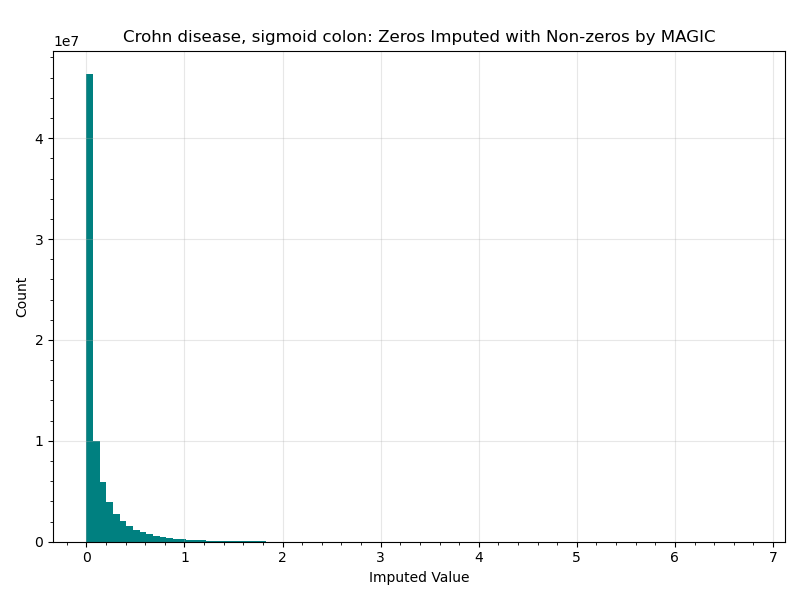 Crohn disease, sigmoid colon: Zeros Imputed with Non-zeros by MAGIC
1e7
4
3
2
1
0
Count
0 1 2 3 4 5 6 7
Imputed Value